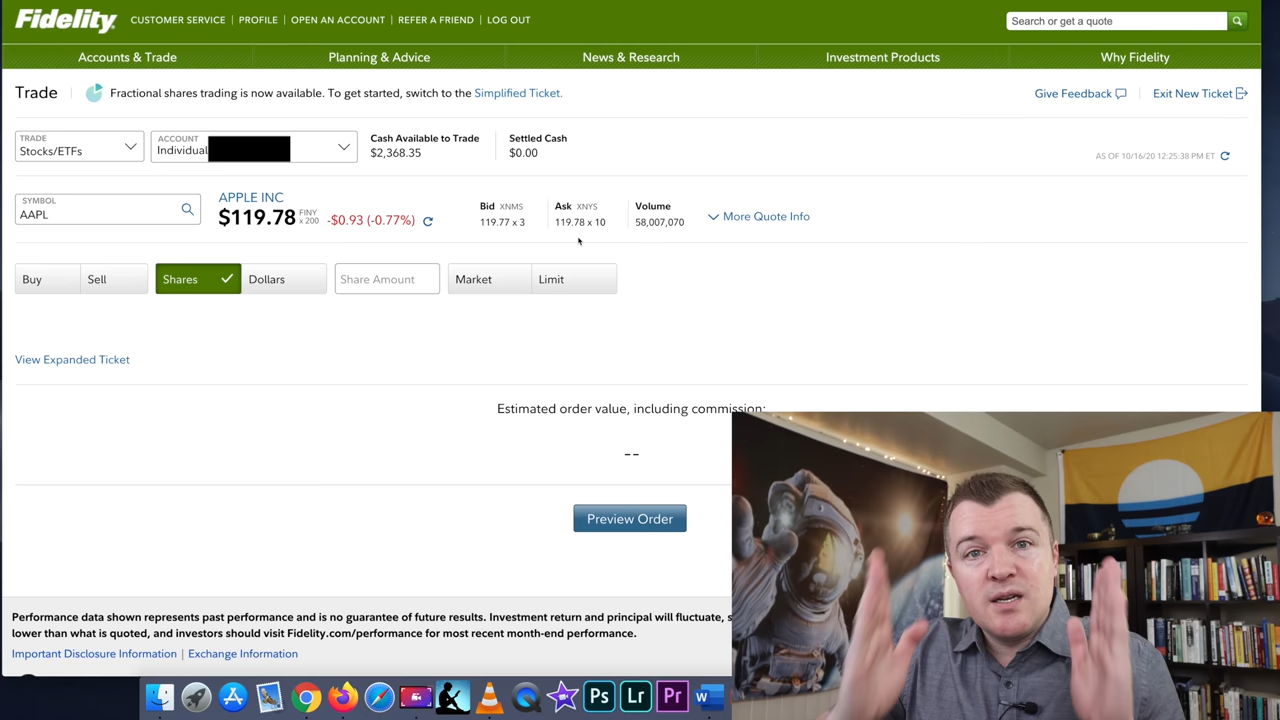 Fidelity
CUSTOMER SERVICE | PROFILE | OPEN AN ACCOUNT | REFER A FRIEND | LOG OUT
Search or get a quote
Accounts & Trade
Planning & Advice
News & Research
Investment Products
Why Fidelity
Trade
Fractional shares trading is now available. To get started, switch to the Simplified Ticket.
Give Feedback
Exit New Ticket
TRADE
Stocks/ETFs
ACCOUNT
Individual
Cash Available to Trade
$2,368.35
Settled Cash
$0.00
AS OF 10/16/20 12:25:38 PM ET
SYMBOL
AAPL
APPLE INC
$119.78 FINY x 200 -$0.93 (-0.77%)
Bid XNMS
119.77 x 3
Ask XNYS
119.78 x 10
Volume
58,007,070
More Quote Info
Buy
Sell
Shares
Dollars
Share Amount
Market
Limit
View Expanded Ticket
Estimated order value, including commission:
--
Preview Order
Performance data shown represents past performance and is no guarantee of future results. Investment return and principal will fluctuate, s
lower than what is quoted, and investors should visit Fidelity.com/performance for most recent month-end performance.
Important Disclosure Information | Exchange Information
Ps
Lr
Pr
W